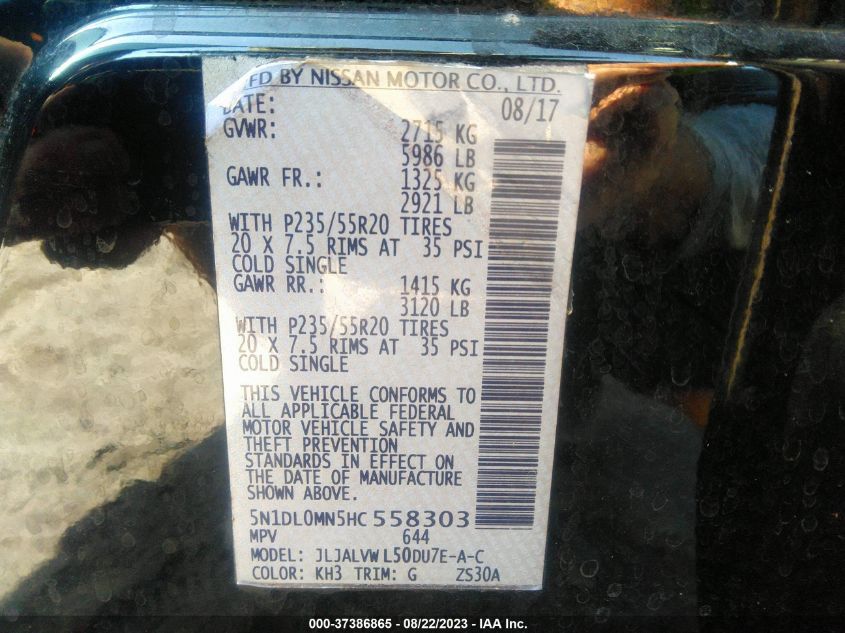 MFD BY NISSAN MOTOR CO., LTD.
DATE: 08/17
GVWR: 2715 KG
5986 LB
GAWR FR.: 1325 KG
2921 LB
WITH P235/55R20 TIRES
20 X 7.5 RIMS AT 35 PSI
COLD SINGLE
GAWR RR.: 1415 KG
3120 LB
WITH P235/55R20 TIRES
20 X 7.5 RIMS AT 35 PSI
COLD SINGLE
THIS VEHICLE CONFORMS TO
ALL APPLICABLE FEDERAL
MOTOR VEHICLE SAFETY AND
THEFT PREVENTION
STANDARDS IN EFFECT ON
THE DATE OF MANUFACTURE
SHOWN ABOVE.
5N1DL0MN5HC 558303
MPV 644
MODEL: JLJALVWL50DU7E-A-C
COLOR: KH3 TRIM: G ZS30A
000-37386865 / 08/22/2023 - IAA Inc.